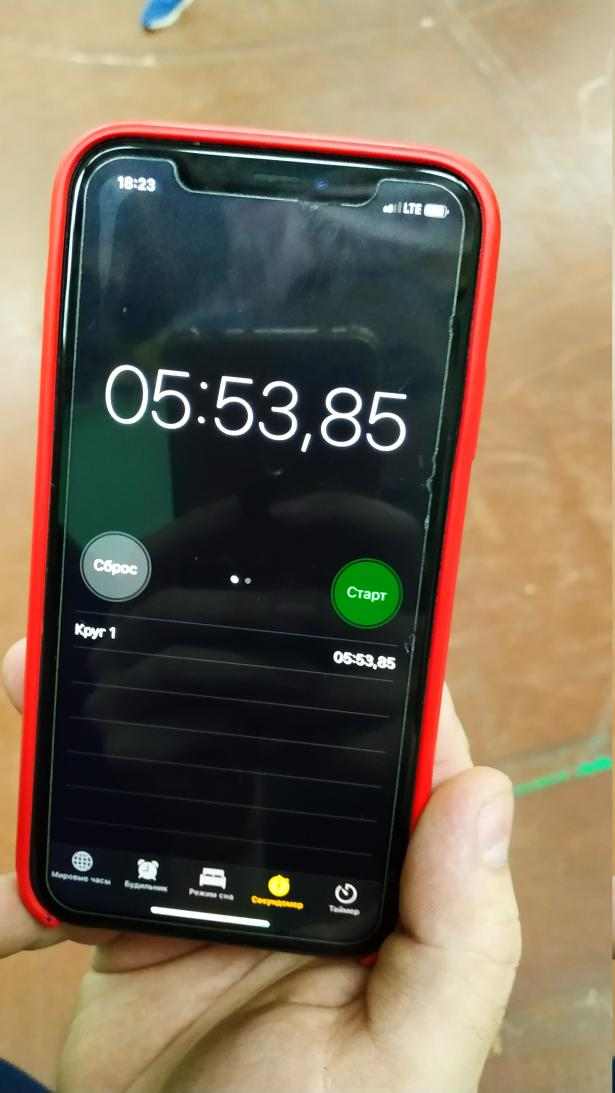 18:23
LTE
05:53,85
Сброс
Старт
Круг 1
05:53,85
Мировые часы
Будильник
Режим сна
Секундомер
Таймер